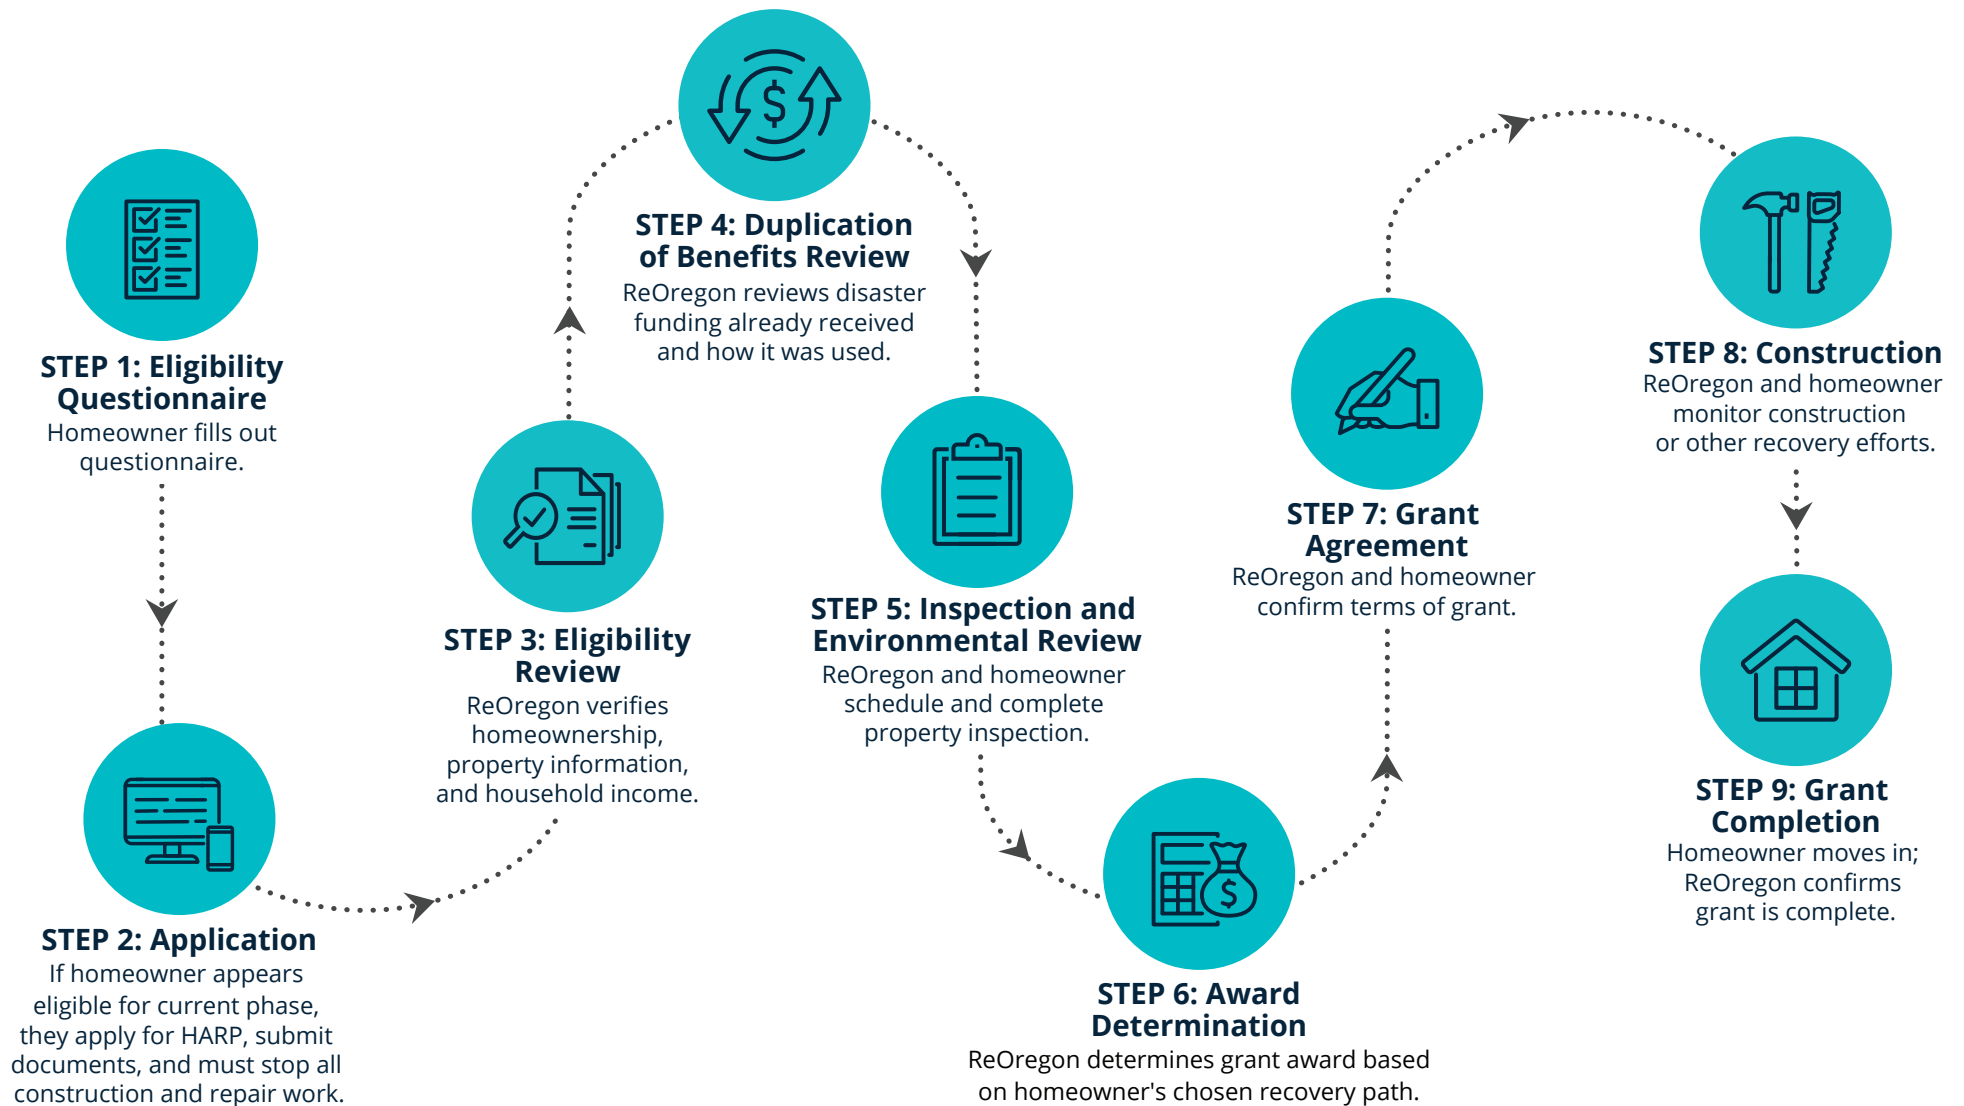 STEP 1: Eligibility
Questionnaire
Homeowner fills out
questionnaire.
STEP 2: Application
If homeowner appears
eligible for current phase,
they apply for HARP, submit
documents, and must stop all
construction and repair work.
STEP 3: Eligibility
Review
ReOregon verifies
homeownership,
property information,
and household income.
$
STEP 4: Duplication
of Benefits Review
ReOregon reviews disaster
funding already received
and how it was used.
STEP 5: Inspection and
Environmental Review
ReOregon and homeowner
schedule and complete
property inspection.
$
STEP 6: Award
Determination
ReOregon determines grant award based
on homeowner's chosen recovery path.
STEP 7: Grant
Agreement
ReOregon and homeowner
confirm terms of grant.
STEP 8: Construction
ReOregon and homeowner
monitor construction
or other recovery efforts.
STEP 9: Grant
Completion
Homeowner moves in;
ReOregon confirms
grant is complete.